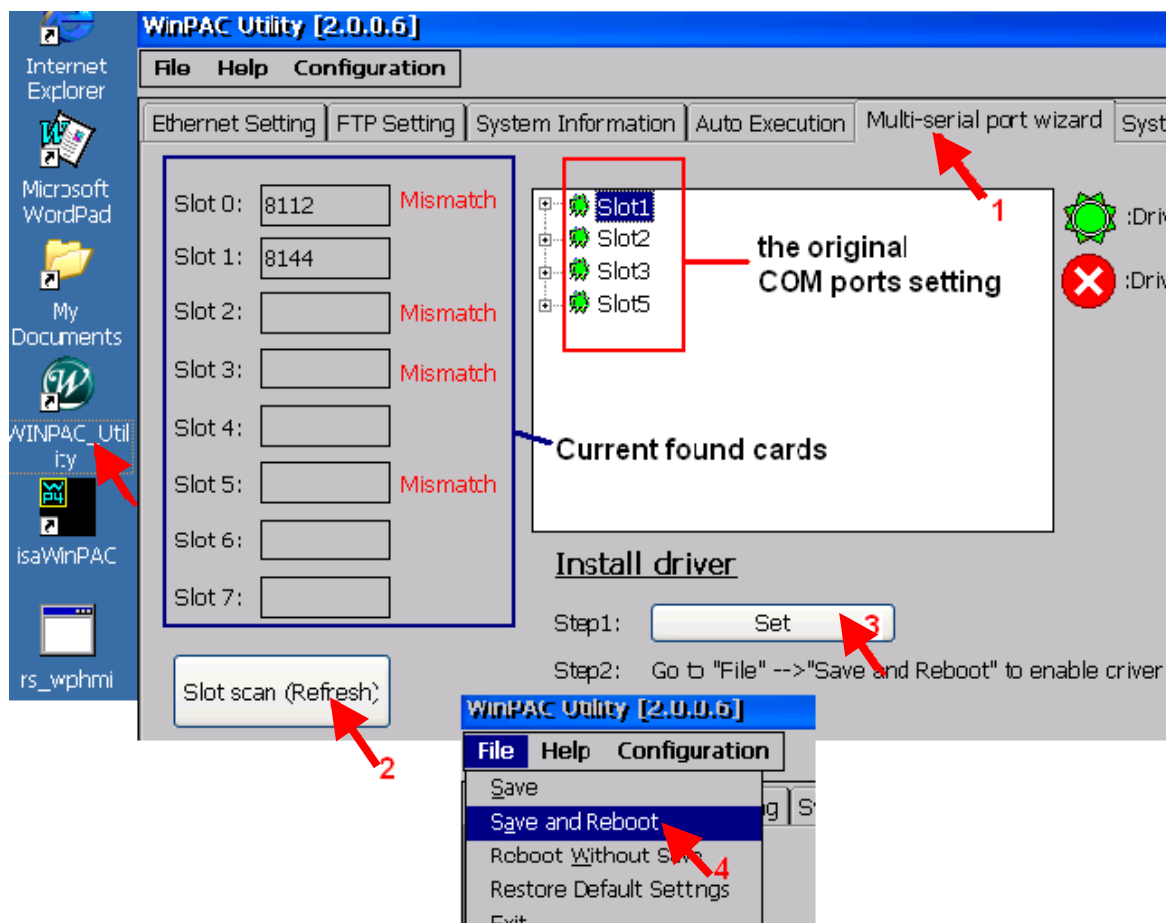 Internet
Explorer
Microsoft
WordPad
My
Documents
WINPAC_Util
ity
isaWinPAC
rs_wphmi
WinPAC Utility [2.0.0.6]
File Help Configuration
Ethernet Setting FTP Setting System Information Auto Execution Multi-serial port wizard Syst
1
Slot 0: 8112 Mismatch
Slot 1: 8144
Slot 2: Mismatch
Slot 3: Mismatch
Slot 4:
Slot 5: Mismatch
Slot 6:
Slot 7:
Slot1
Slot2
Slot3
Slot5
the original
COM ports setting
:Driv
:Driv
Current found cards
Install driver
Step1: Set 3
Step2: Go to "File" -->"Save and Reboot" to enable driver
Slot scan (Refresh)
2
WinPAC Utility [2.0.0.6]
File Help Configuration
Save
Save and Reboot
4
Reboot Without Save
Restore Default Settings
Exit